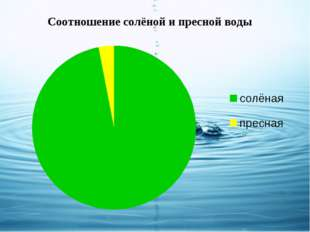 Соотношение солёной и пресной воды
солёная
пресная